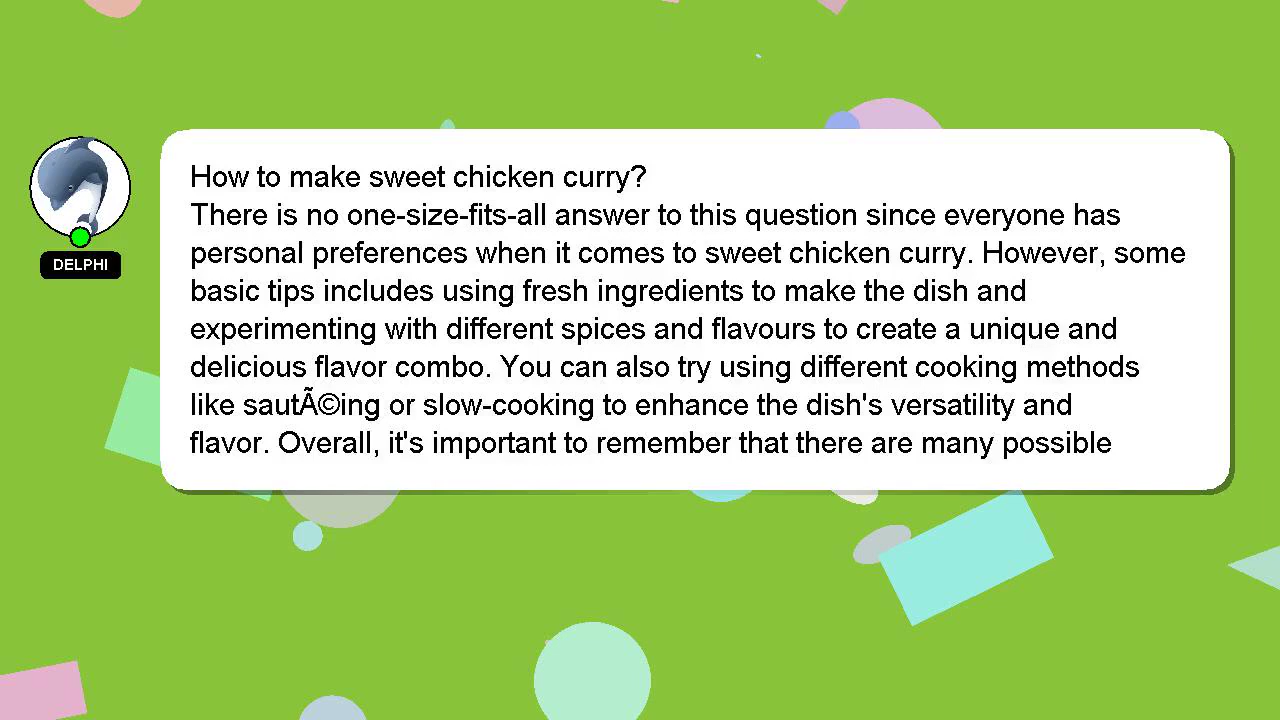 How to make sweet chicken curry?
There is no one-size-fits-all answer to this question since everyone has
personal preferences when it comes to sweet chicken curry. However, some
basic tips includes using fresh ingredients to make the dish and
experimenting with different spices and flavours to create a unique and
delicious flavor combo. You can also try using different cooking methods
like sautÃ©ing or slow-cooking to enhance the dish's versatility and
flavor. Overall, it's important to remember that there are many possible
DELPHI